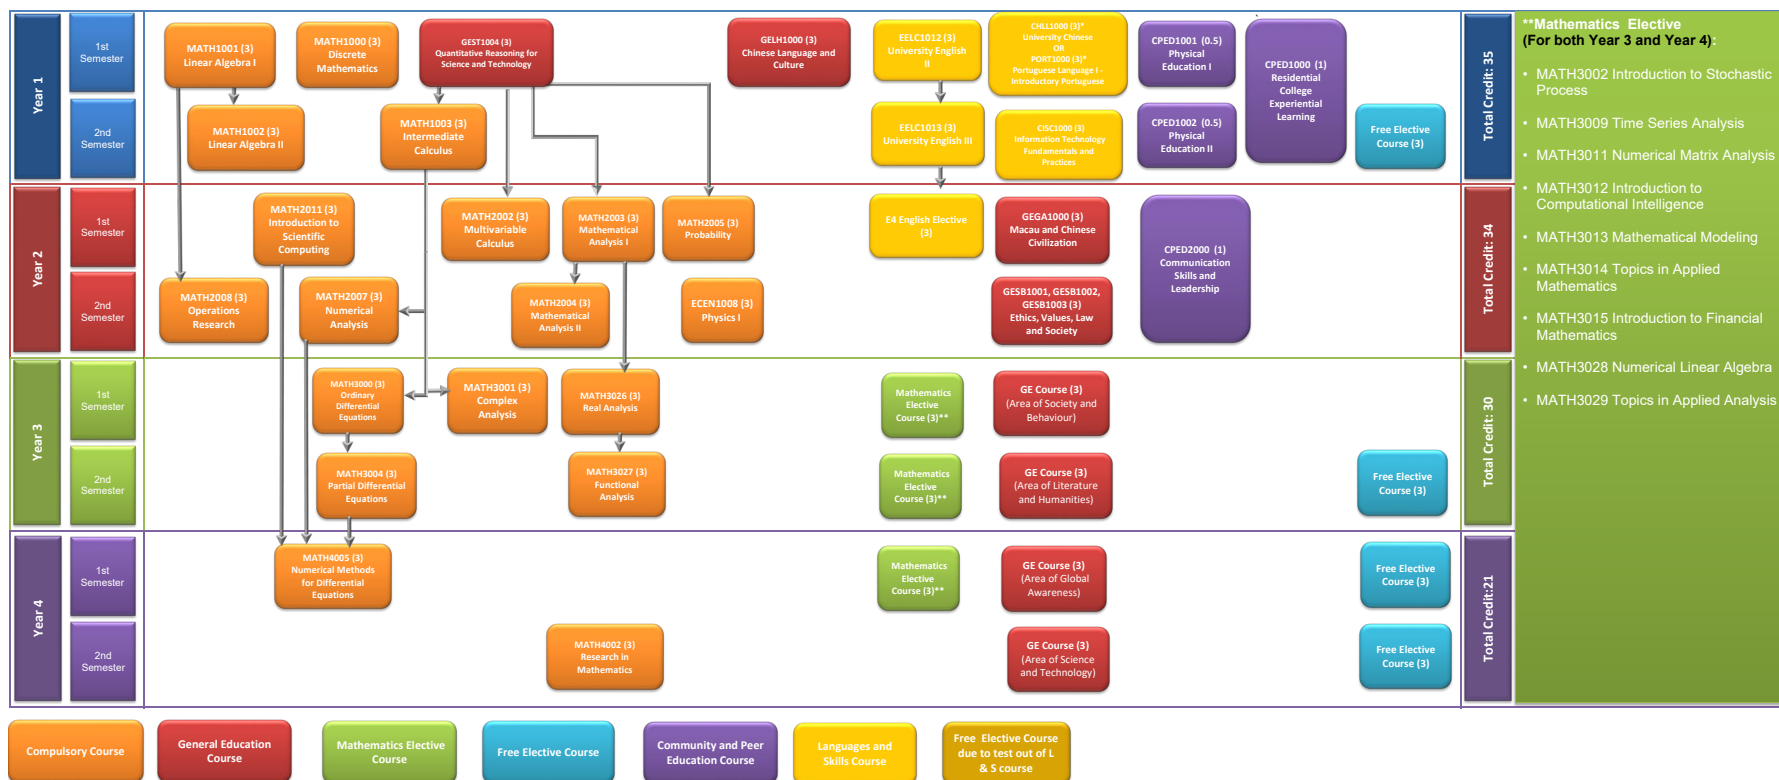 Year 1
1st
Semester
MATH1001 (3)
Linear Algebra I
MATH1000 (3)
Discrete
Mathematics
GEST1004 (3)
Quantitative Reasoning for
Science and Technology
GELH1000 (3)
Chinese Language and
Culture
EELC1012 (3)
University English
II
CHLL1000 (3)*
University Chinese
OR
PORT1000 (3)*
Portuguese Language I -
Introductory Portuguese
CPED1001 (0.5)
Physical
Education I
CPED1000 (1)
Residential
College
Experiential
Learning
2nd
Semester
MATH1002 (3)
Linear Algebra II
MATH1003 (3)
Intermediate
Calculus
EELC1013 (3)
University English III
CISC1000 (3)
Information Technology
Fundamentals and
Practices
CPED1002 (0.5)
Physical
Education II
Free Elective
Course (3)
Total Credit: 35
Year 2
1st
Semester
MATH2011 (3)
Introduction to
Scientific
Computing
MATH2002 (3)
Multivariable
Calculus
MATH2003 (3)
Mathematical
Analysis I
MATH2005 (3)
Probability
E4 English Elective
(3)
GEGA1000 (3)
Macau and Chinese
Civilization
CPED2000 (1)
Communication
Skills and
Leadership
2nd
Semester
MATH2008 (3)
Operations
Research
MATH2007 (3)
Numerical
Analysis
MATH2004 (3)
Mathematical
Analysis II
ECEN1008 (3)
Physics I
GESB1001, GESB1002,
GESB1003 (3)
Ethics, Values, Law
and Society
Total Credit: 34
Year 3
1st
Semester
MATH3000 (3)
Ordinary
Differential
Equations
MATH3001 (3)
Complex
Analysis
MATH3026 (3)
Real Analysis
Mathematics
Elective
Course (3)**
GE Course (3)
(Area of Society and
Behaviour)
2nd
Semester
MATH3004 (3)
Partial Differential
Equations
MATH3027 (3)
Functional
Analysis
Mathematics
Elective
Course (3)**
GE Course (3)
(Area of Literature
and Humanities)
Free Elective
Course (3)
Total Credit: 30
Year 4
1st
Semester
MATH4005 (3)
Numerical Methods
for Differential
Equations
Mathematics
Elective
Course (3)**
GE Course (3)
(Area of Global
Awareness)
Free Elective
Course (3)
2nd
Semester
MATH4002 (3)
Research in
Mathematics
GE Course (3)
(Area of Science
and Technology)
Free Elective
Course (3)
Total Credit:21
**Mathematics Elective
(For both Year 3 and Year 4):
• MATH3002 Introduction to Stochastic
Process
• MATH3009 Time Series Analysis
• MATH3011 Numerical Matrix Analysis
• MATH3012 Introduction to
Computational Intelligence
• MATH3013 Mathematical Modeling
• MATH3014 Topics in Applied
Mathematics
• MATH3015 Introduction to Financial
Mathematics
• MATH3028 Numerical Linear Algebra
• MATH3029 Topics in Applied Analysis
Compulsory Course
General Education
Course
Mathematics Elective
Course
Free Elective Course
Community and Peer
Education Course
Languages and
Skills Course
Free Elective Course
due to test out of L
& S course